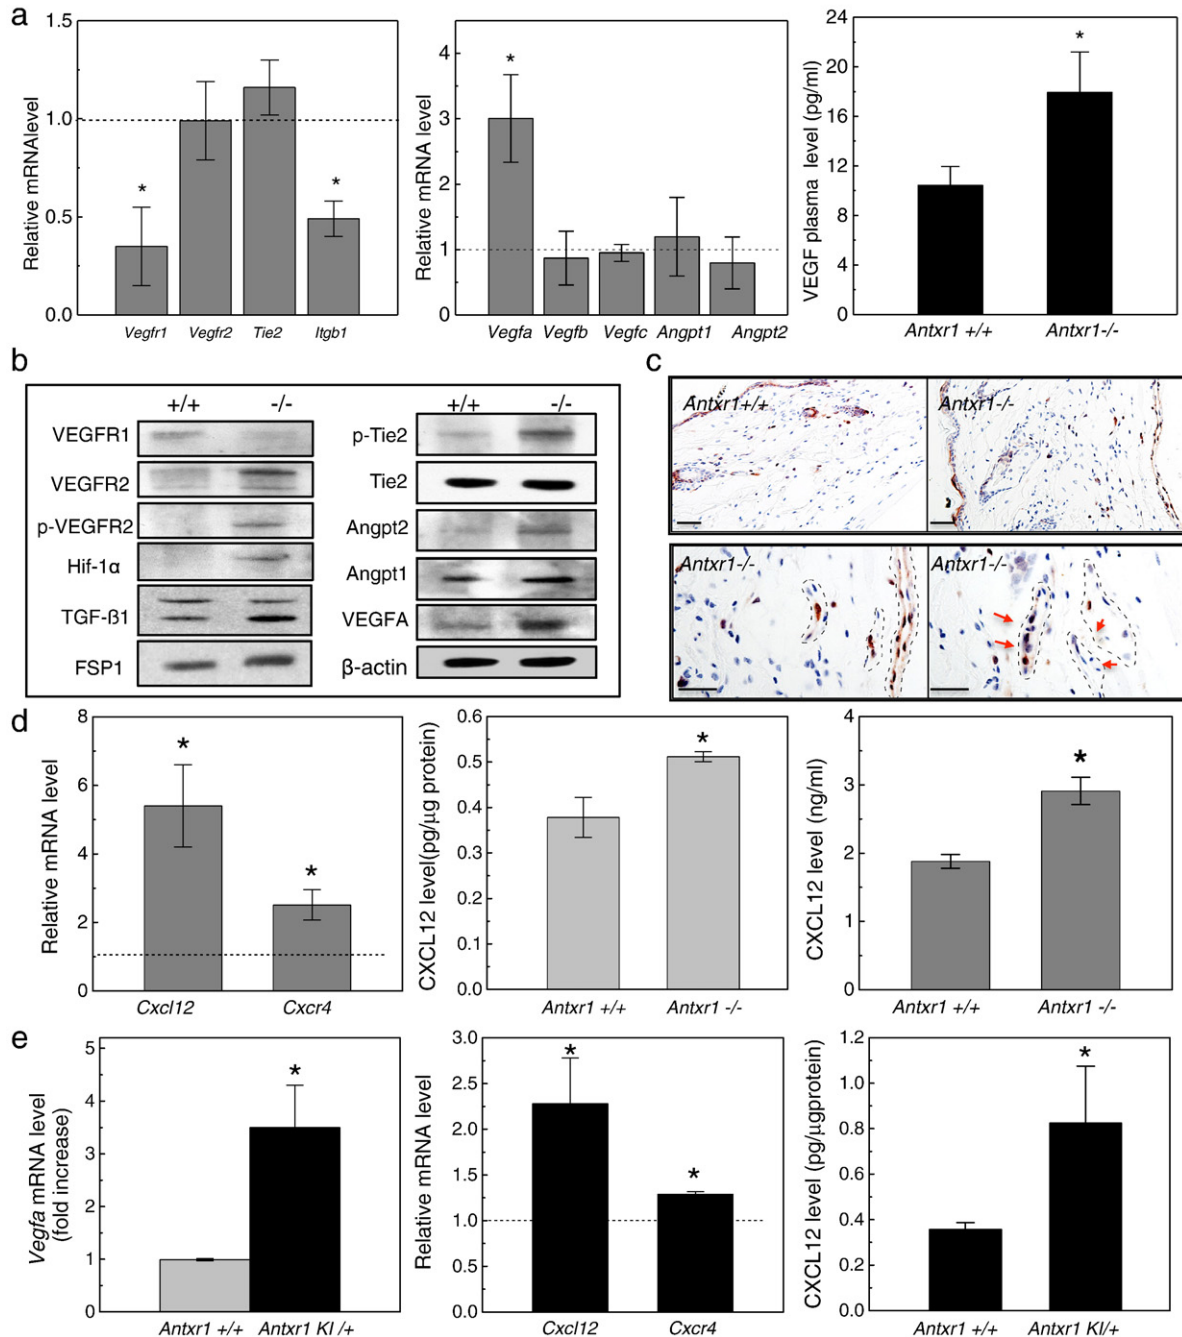 a
Relative mRNAlevel
1.5
1.0
0.5
0.0
*
*
Vegfr1 Vegfr2 Tie2 Itgb1
Relative mRNA level
4
3
2
1
0
*
Vegfa Vegfb Vegfc Angpt1 Angpt2
VEGF plasma level (pg/ml)
24
20
16
12
8
4
0
*
Antxr1 +/+ Antxr1-/-
b
+/+ -/-
VEGFR1
VEGFR2
p-VEGFR2
Hif-1α
TGF-ß1
FSP1
+/+ -/-
p-Tie2
Tie2
Angpt2
Angpt1
VEGFA
β-actin
c
Antxr1+/+
Antxr1-/-
Antxr1-/-
Antxr1-/-
d
Relative mRNA level
8
6
4
2
0
*
*
Cxcl12 Cxcr4
CXCL12 level(pg/µg protein)
0.6
0.5
0.4
0.3
0.2
0.1
0.0
*
Antxr1 +/+ Antxr1 -/-
CXCL12 level (ng/ml)
4
3
2
1
0
*
Antxr1 +/+ Antxr1 -/-
e
Vegfa mRNA level
(fold increase)
5
4
3
2
1
0
*
Antxr1 +/+ Antxr1 KI /+
Relative mRNA level
3.0
2.5
2.0
1.5
1.0
0.5
0.0
*
*
Cxcl12 Cxcr4
CXCL12 level (pg/µgprotein)
1.2
1.0
0.8
0.6
0.4
0.2
0.0
*
Antxr1 +/+ Antxr1 KI/+